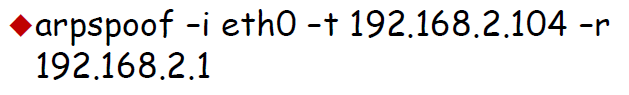 ◆arpspoof –i eth0 –t 192.168.2.104 –r
192.168.2.1